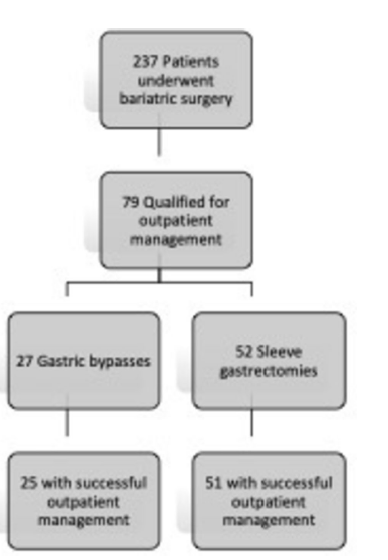 237 Patients
underwent
bariatric surgery
79 Qualified for
outpatient
management
27 Gastric bypasses
52 Sleeve
gastrectomies
25 with successful
outpatient
management
51 with successful
outpatient
management